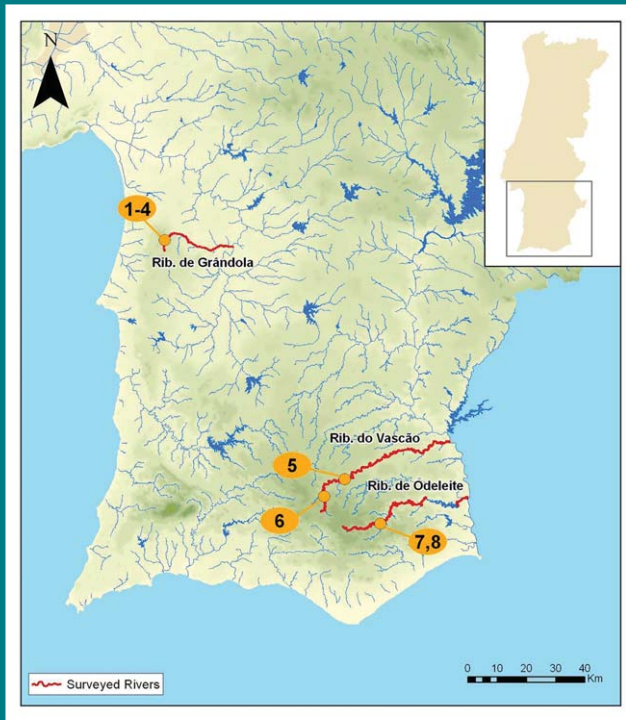 N
1-4
Rib. de Grândola
Rib. do Vascão
5
Rib. de Odeleite
6
7,8
Surveyed Rivers
0 10 20 30 40
Km